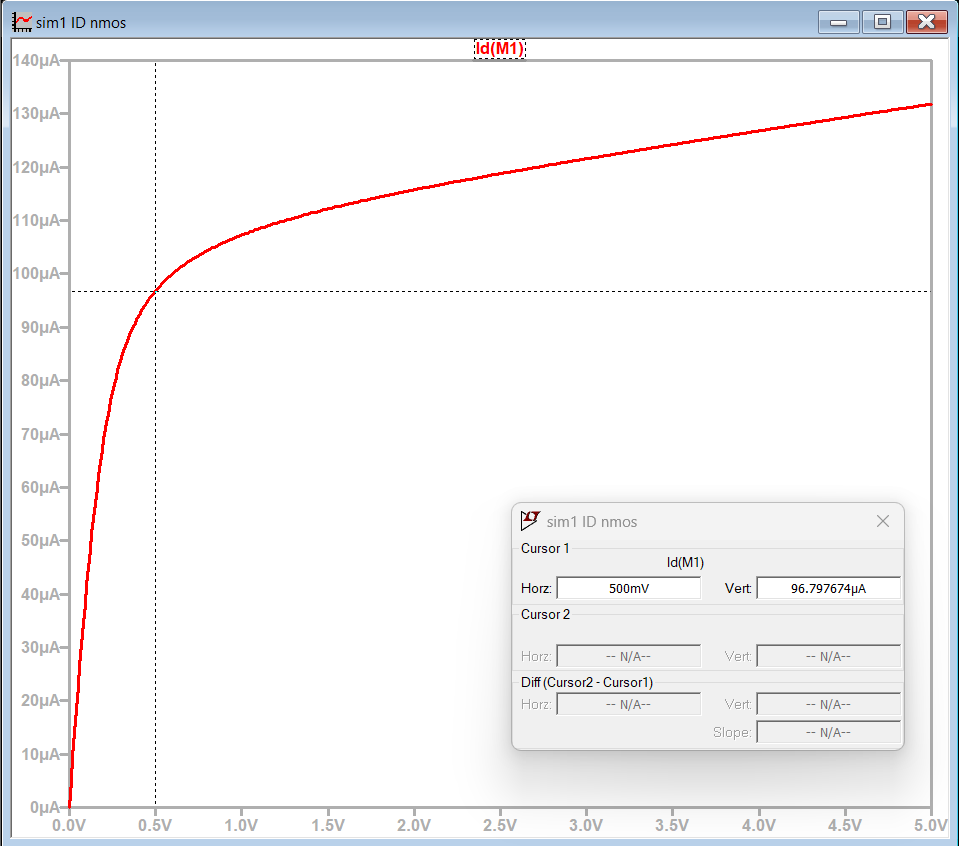 sim1 ID nmos
Id(M1)
140µA
130µA
120µA
110µA
100µA
90µA
80µA
70µA
60µA
50µA
40µA
30µA
20µA
10µA
0µA
0.0V 0.5V 1.0V 1.5V 2.0V 2.5V 3.0V 3.5V 4.0V 4.5V 5.0V
sim1 ID nmos
Cursor 1
Id(M1)
Horz: 500mV Vert: 96.797674µA
Cursor 2
Horz: -- N/A-- Vert: -- N/A--
Diff (Cursor2 - Cursor1)
Horz: -- N/A-- Vert: -- N/A--
Slope: -- N/A--